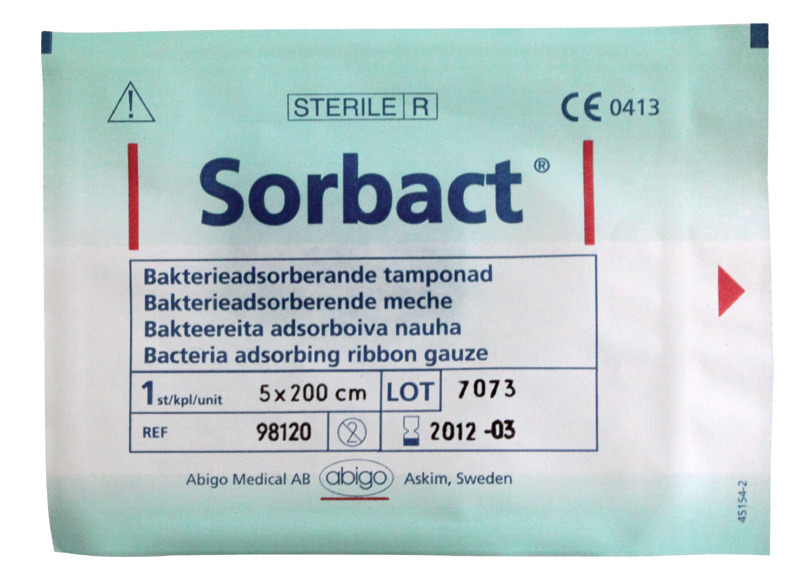 STERILE R
CE 0413
Sorbact®
Bakterieadsorberande tamponad
Bakterieadsorberende meche
Bakteereita adsorboiva nauha
Bacteria adsorbing ribbon gauze
1 st/kpl/unit 5 x 200 cm LOT 7073
REF 98120 2 2012 -03
Abigo Medical AB abigo Askim, Sweden
45154-2